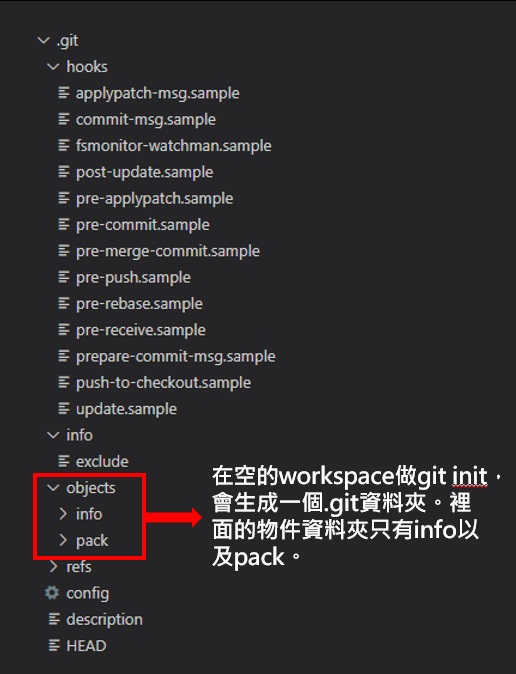 .git
hooks
applypatch-msg.sample
commit-msg.sample
fsmonitor-watchman.sample
post-update.sample
pre-applypatch.sample
pre-commit.sample
pre-merge-commit.sample
pre-push.sample
pre-rebase.sample
pre-receive.sample
prepare-commit-msg.sample
push-to-checkout.sample
update.sample
info
exclude
objects
info
pack
refs
config
description
HEAD
在空的workspace做git init，
會生成一個.git資料夾。裡
面的物件資料夾只有info以
及pack。